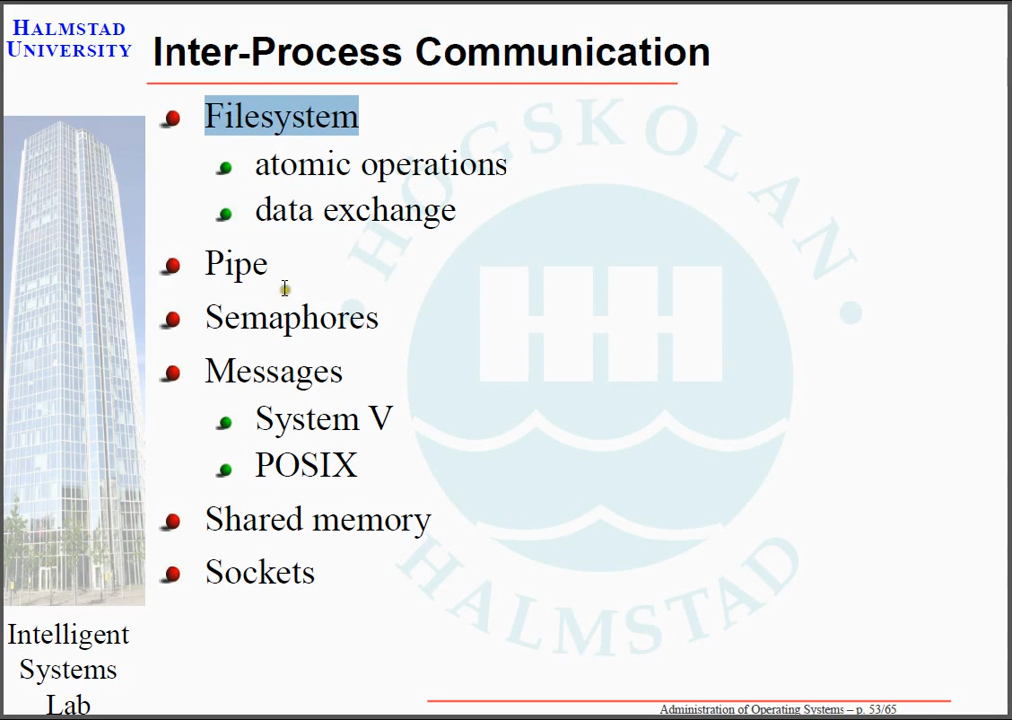 HALMSTAD
UNIVERSITY
Inter-Process Communication
Filesystem
atomic operations
data exchange
Pipe
Semaphores
Messages
System V
POSIX
Shared memory
Sockets
HÖGSKOLAN
HALMSTAD
Intelligent
Systems
Lab
Administration of Operating Systems – p. 53/65